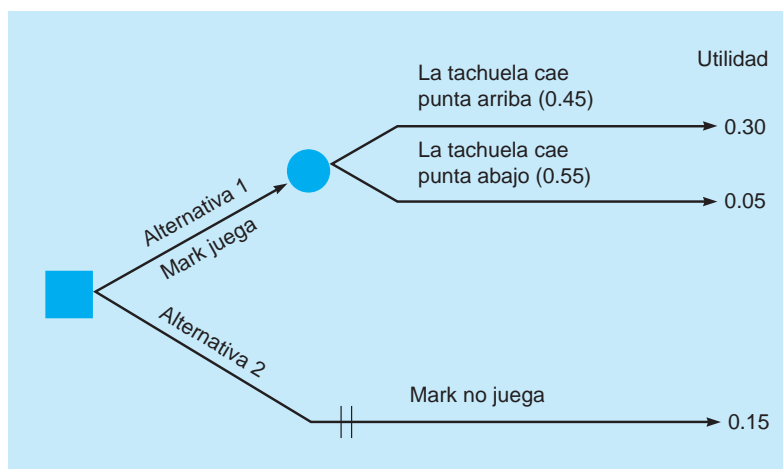 Utilidad
La tachuela cae
punta arriba (0.45)
0.30
La tachuela cae
punta abajo (0.55)
0.05
Alternativa 1
Mark juega
Alternativa 2
Mark no juega
0.15